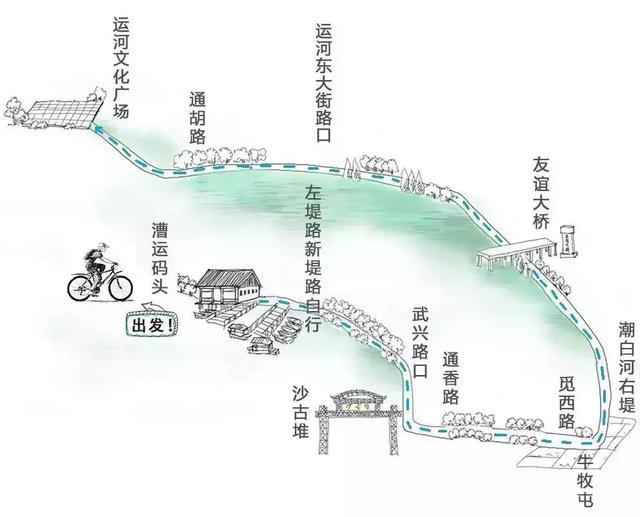 运河文化广场
通胡路
运河东大街路口
友谊大桥
潮白河右堤
左堤路新堤路自行
漕运码头
出发!
武兴路口
通香路
觅西路
沙古堆
牛牧屯